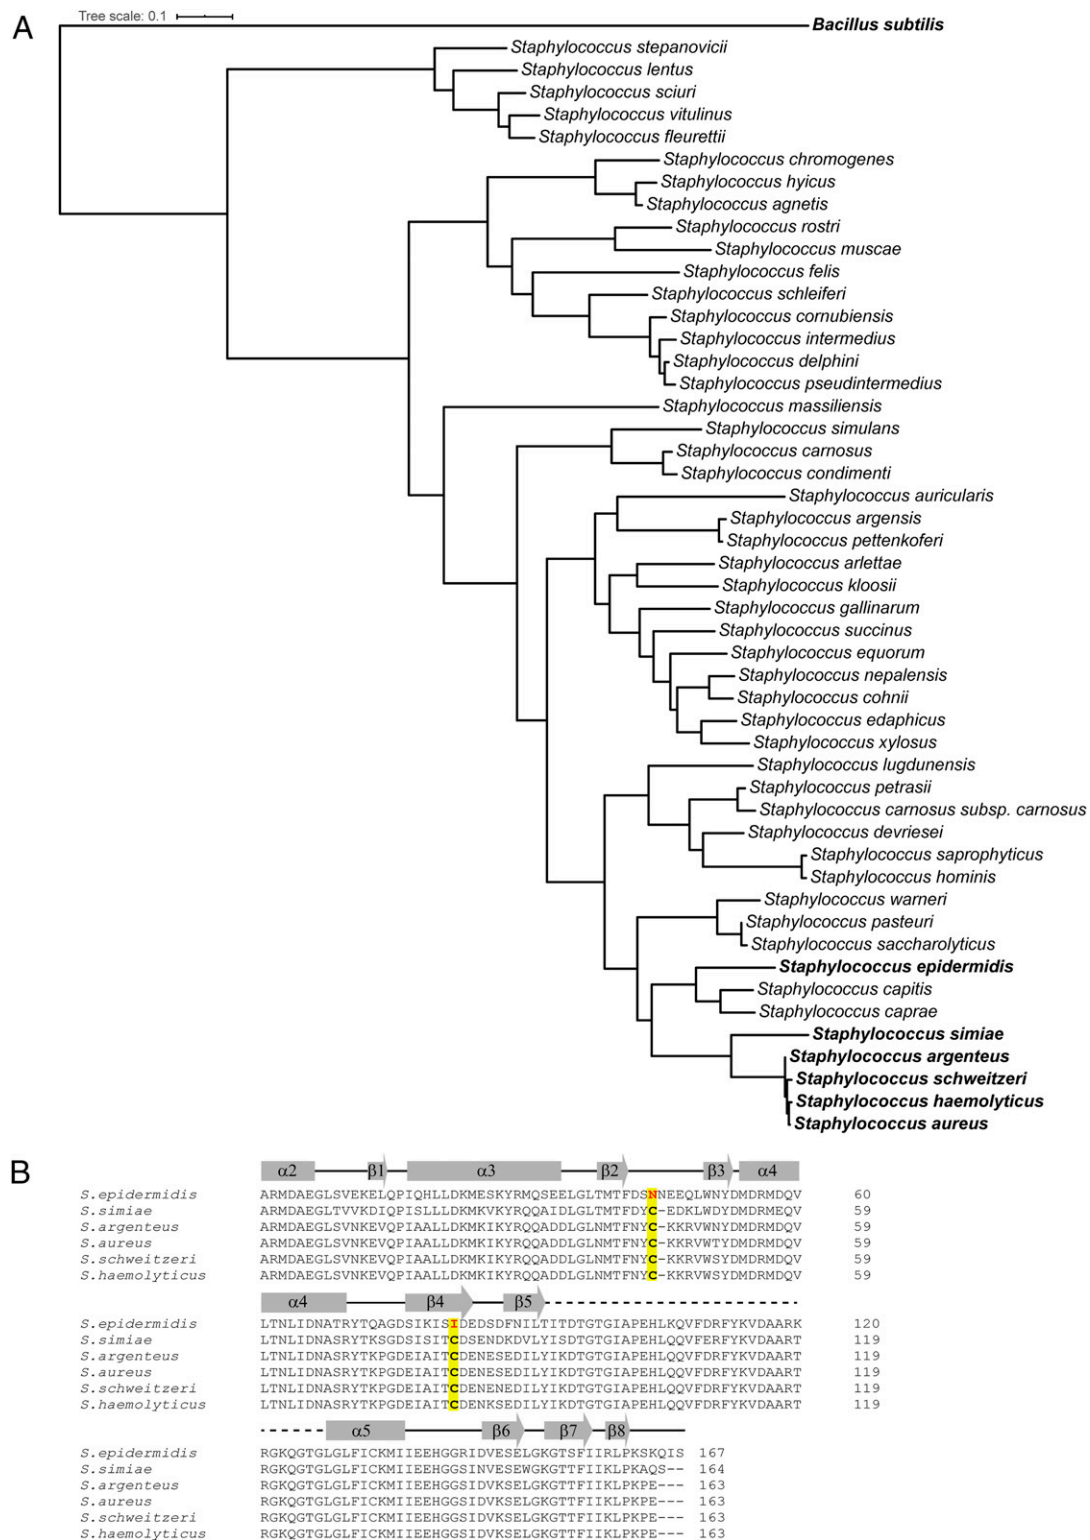 A
Tree scale: 0.1
Bacillus subtilis
Staphylococcus stepanovicii
Staphylococcus lentus
Staphylococcus sciuri
Staphylococcus vitulinus
Staphylococcus fleurettii
Staphylococcus chromogenes
Staphylococcus hyicus
Staphylococcus agnetis
Staphylococcus rostri
Staphylococcus muscae
Staphylococcus felis
Staphylococcus schleiferi
Staphylococcus cornubiensis
Staphylococcus intermedius
Staphylococcus delphini
Staphylococcus pseudintermedius
Staphylococcus massiliensis
Staphylococcus simulans
Staphylococcus carnosus
Staphylococcus condimenti
Staphylococcus auricularis
Staphylococcus argensis
Staphylococcus pettenkoferi
Staphylococcus arlettae
Staphylococcus kloosii
Staphylococcus gallinarum
Staphylococcus succinus
Staphylococcus equorum
Staphylococcus nepalensis
Staphylococcus cohnii
Staphylococcus edaphicus
Staphylococcus xylosus
Staphylococcus lugdunensis
Staphylococcus petrasii
Staphylococcus carnosus subsp. carnosus
Staphylococcus devriesei
Staphylococcus saprophyticus
Staphylococcus hominis
Staphylococcus warneri
Staphylococcus pasteuri
Staphylococcus saccharolyticus
Staphylococcus epidermidis
Staphylococcus capitis
Staphylococcus caprae
Staphylococcus simiae
Staphylococcus argenteus
Staphylococcus schweitzeri
Staphylococcus haemolyticus
Staphylococcus aureus
B
α2 β1 α3 β2 β3 α4
S.epidermidis ARMDAEGLSVEKELQPIQHLLDKMESKYRMQSEELGLTMTFDSNNEEQLWNYDMDRMDQV 60
S.simiae ARMDAEGLTVVKDIQPISLLLDKMKVKYRQQAIDLGLTMTFDYC-EDKLWDYDMDRMEQV 59
S.argenteus ARMDAEGLSVNKEVQPIAALLDKMKIKYRQQADDLGLNMTFNYC-KKRVWSYDMDRMDQV 59
S.aureus ARMDAEGLSVNKEVQPIAALLDKMKIKYRQQADDLGLNMTFNYC-KKRVWTYDMDRMDQV 59
S.schweitzeri ARMDAEGLSVNKEVQPIAALLDKMKIKYRQQADDLGLNMTFNYC-KKRVWSYDMDRMDQV 59
S.haemolyticus ARMDAEGLSVNKEVQPIAALLDKMKIKYRQQADDLGLNMTFNYC-KKRVWSYDMDRMDQV 59
α4 β4 β5
S.epidermidis LTNLIDNATRYTQAGDSIKISIDEDSDFNILTITDTGTGIAPEHLKQVFDRFYKVDAARK 120
S.simiae LTNLIDNASRYTKSGDEIAITCDSENDKDVLYISDTGTGIAPEHLQQVFDRFYKVDAART 119
S.argenteus LTNLIDNASRYTKPGDEIAITCDENESEDILYIKDTGTGIAPEHLQQVFDRFYKVDAART 119
S.aureus LTNLIDNASRYTKPGDEIAITCDENESEDILYIKDTGTGIAPEHLQQVFDRFYKVDAART 119
S.schweitzeri LTNLIDNASRYTKPGDEIAITCDENENEDILYIKDTGTGIAPEHLQQVFDRFYKVDAART 119
S.haemolyticus LTNLIDNASRYTKPGDEIAITCDENKSEDILYIKDTGTGIAPEHLQQVFDRFYKVDAART 119
α5 β6 β7 β8
S.epidermidis RGKQGTGLGLFICKMIIEEHGGRIDVESELGKGTSFIIRLPKSKQIS 167
S.simiae RGKQGTGLGLFICKMIIEEHGGSINVESEWGKGTTFIIKLPKAQS--- 164
S.argenteus RGKQGTGLGLFICKMIIEEHGGSIDVKSELGKGTTFIIKLPKPE--- 163
S.aureus RGKQGTGLGLFICKMIIEEHGGSIDVKSELGKGTTFIIKLPKPE--- 163
S.schweitzeri RGKQGTGLGLFICKMIIEEHGGSIDVKSELGKGTTFIIKLPKPE--- 163
S.haemolyticus RGKQGTGLGLFICKMIIEEHGGSIDVKSELGKGTTFIIKLPKPE--- 163